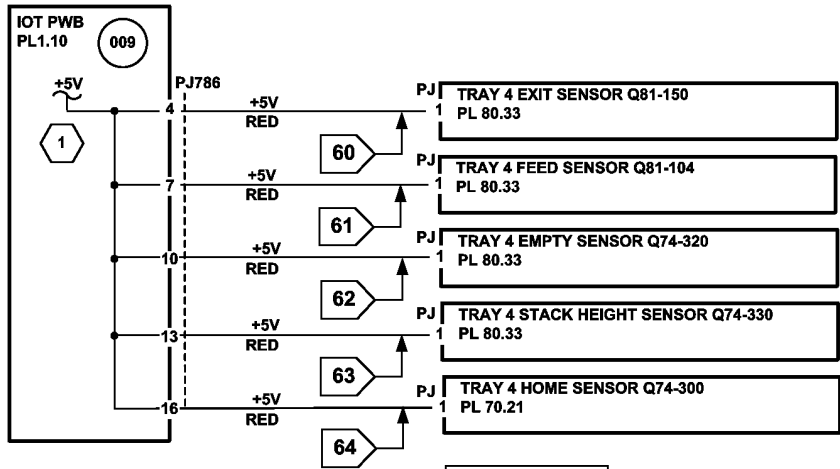 IOT PWB
PL1.10
009
+5V
1
PJ786
4
+5V
RED
60
PJ
1
TRAY 4 EXIT SENSOR Q81-150
PL 80.33
7
+5V
RED
61
PJ
1
TRAY 4 FEED SENSOR Q81-104
PL 80.33
10
+5V
RED
62
PJ
1
TRAY 4 EMPTY SENSOR Q74-320
PL 80.33
13
+5V
RED
63
PJ
1
TRAY 4 STACK HEIGHT SENSOR Q74-330
PL 80.33
16
+5V
RED
64
PJ
1
TRAY 4 HOME SENSOR Q74-300
PL 70.21